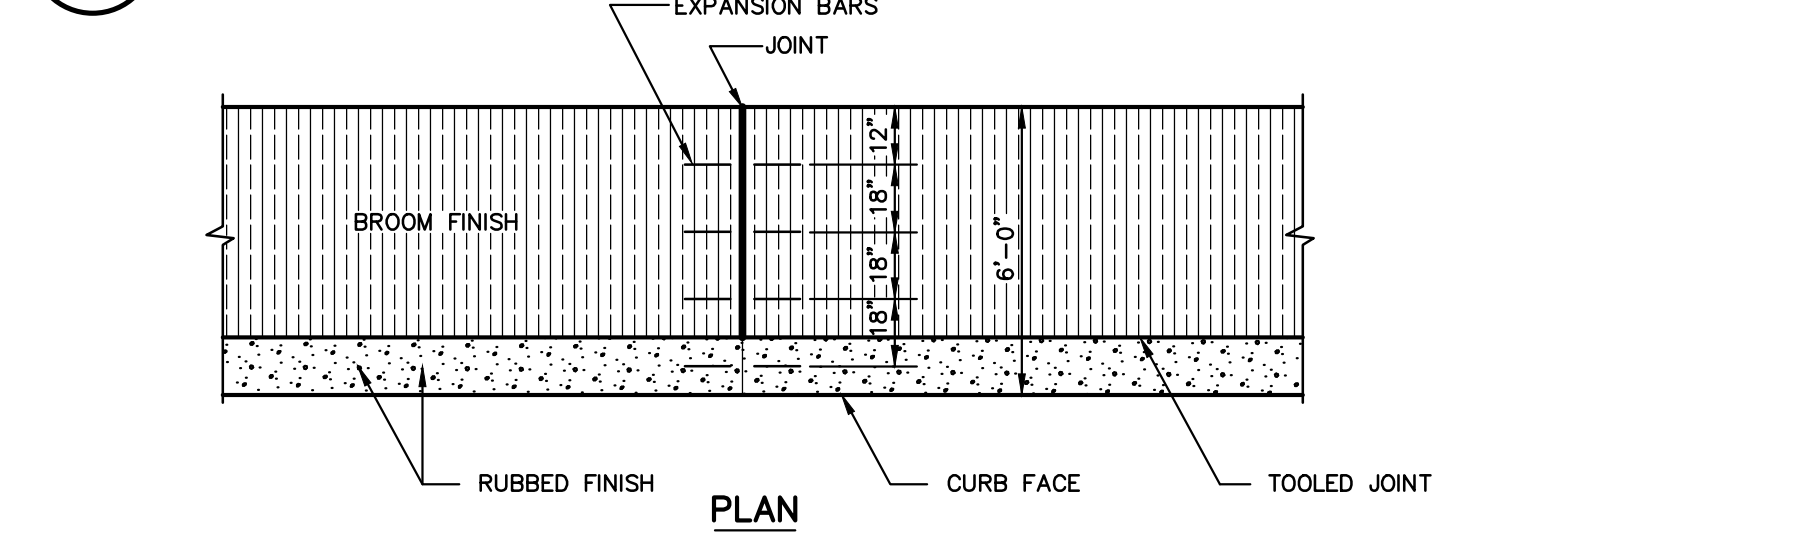 EXPANSION BARS
JOINT
12"
18"
BROOM FINISH
6'-0"
18"
18"
RUBBED FINISH
CURB FACE
TOOLED JOINT
PLAN